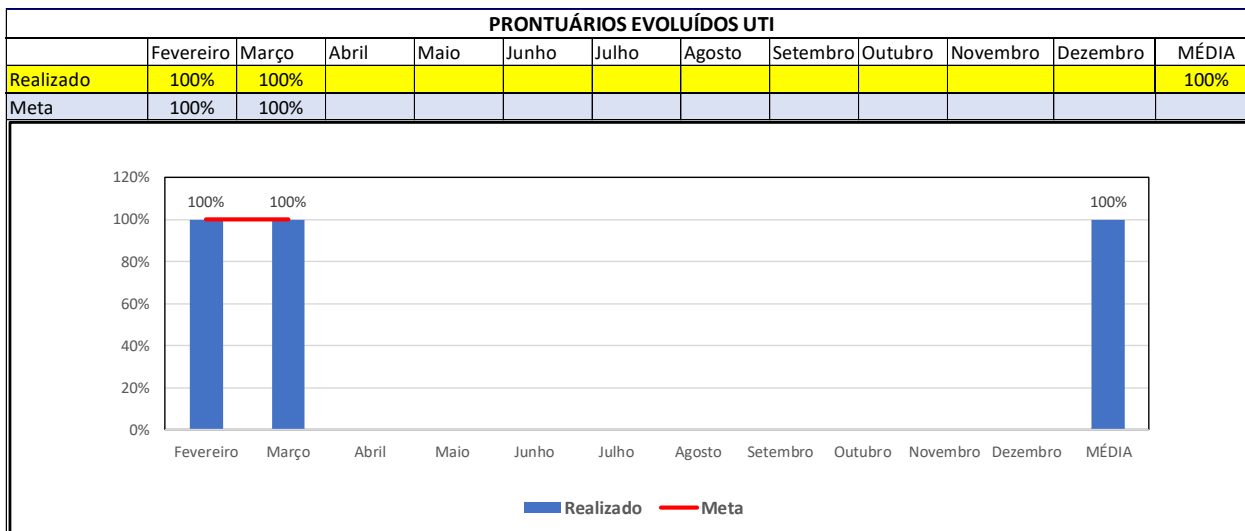 PRONTUÁRIOS EVOLUÍDOS UTI
Fevereiro Março Abril Maio Junho Julho Agosto Setembro Outubro Novembro Dezembro MÉDIA
Realizado 100% 100% 100%
Meta 100% 100%
120%
100% 100% 100%
100%
80%
60%
40%
20%
0%
Fevereiro Março Abril Maio Junho Julho Agosto Setembro Outubro Novembro Dezembro MÉDIA
Realizado Meta